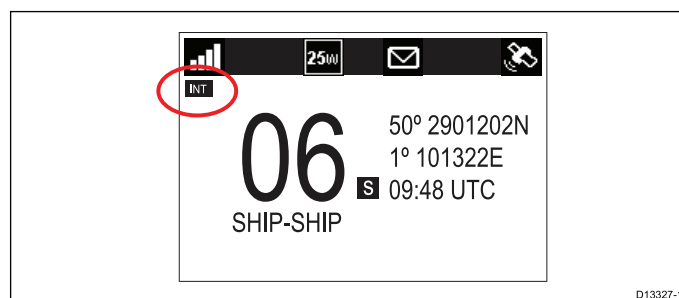 25W
INT
06
50º 2901202N
1º 101322E
S 09:48 UTC
SHIP-SHIP
D13327-1